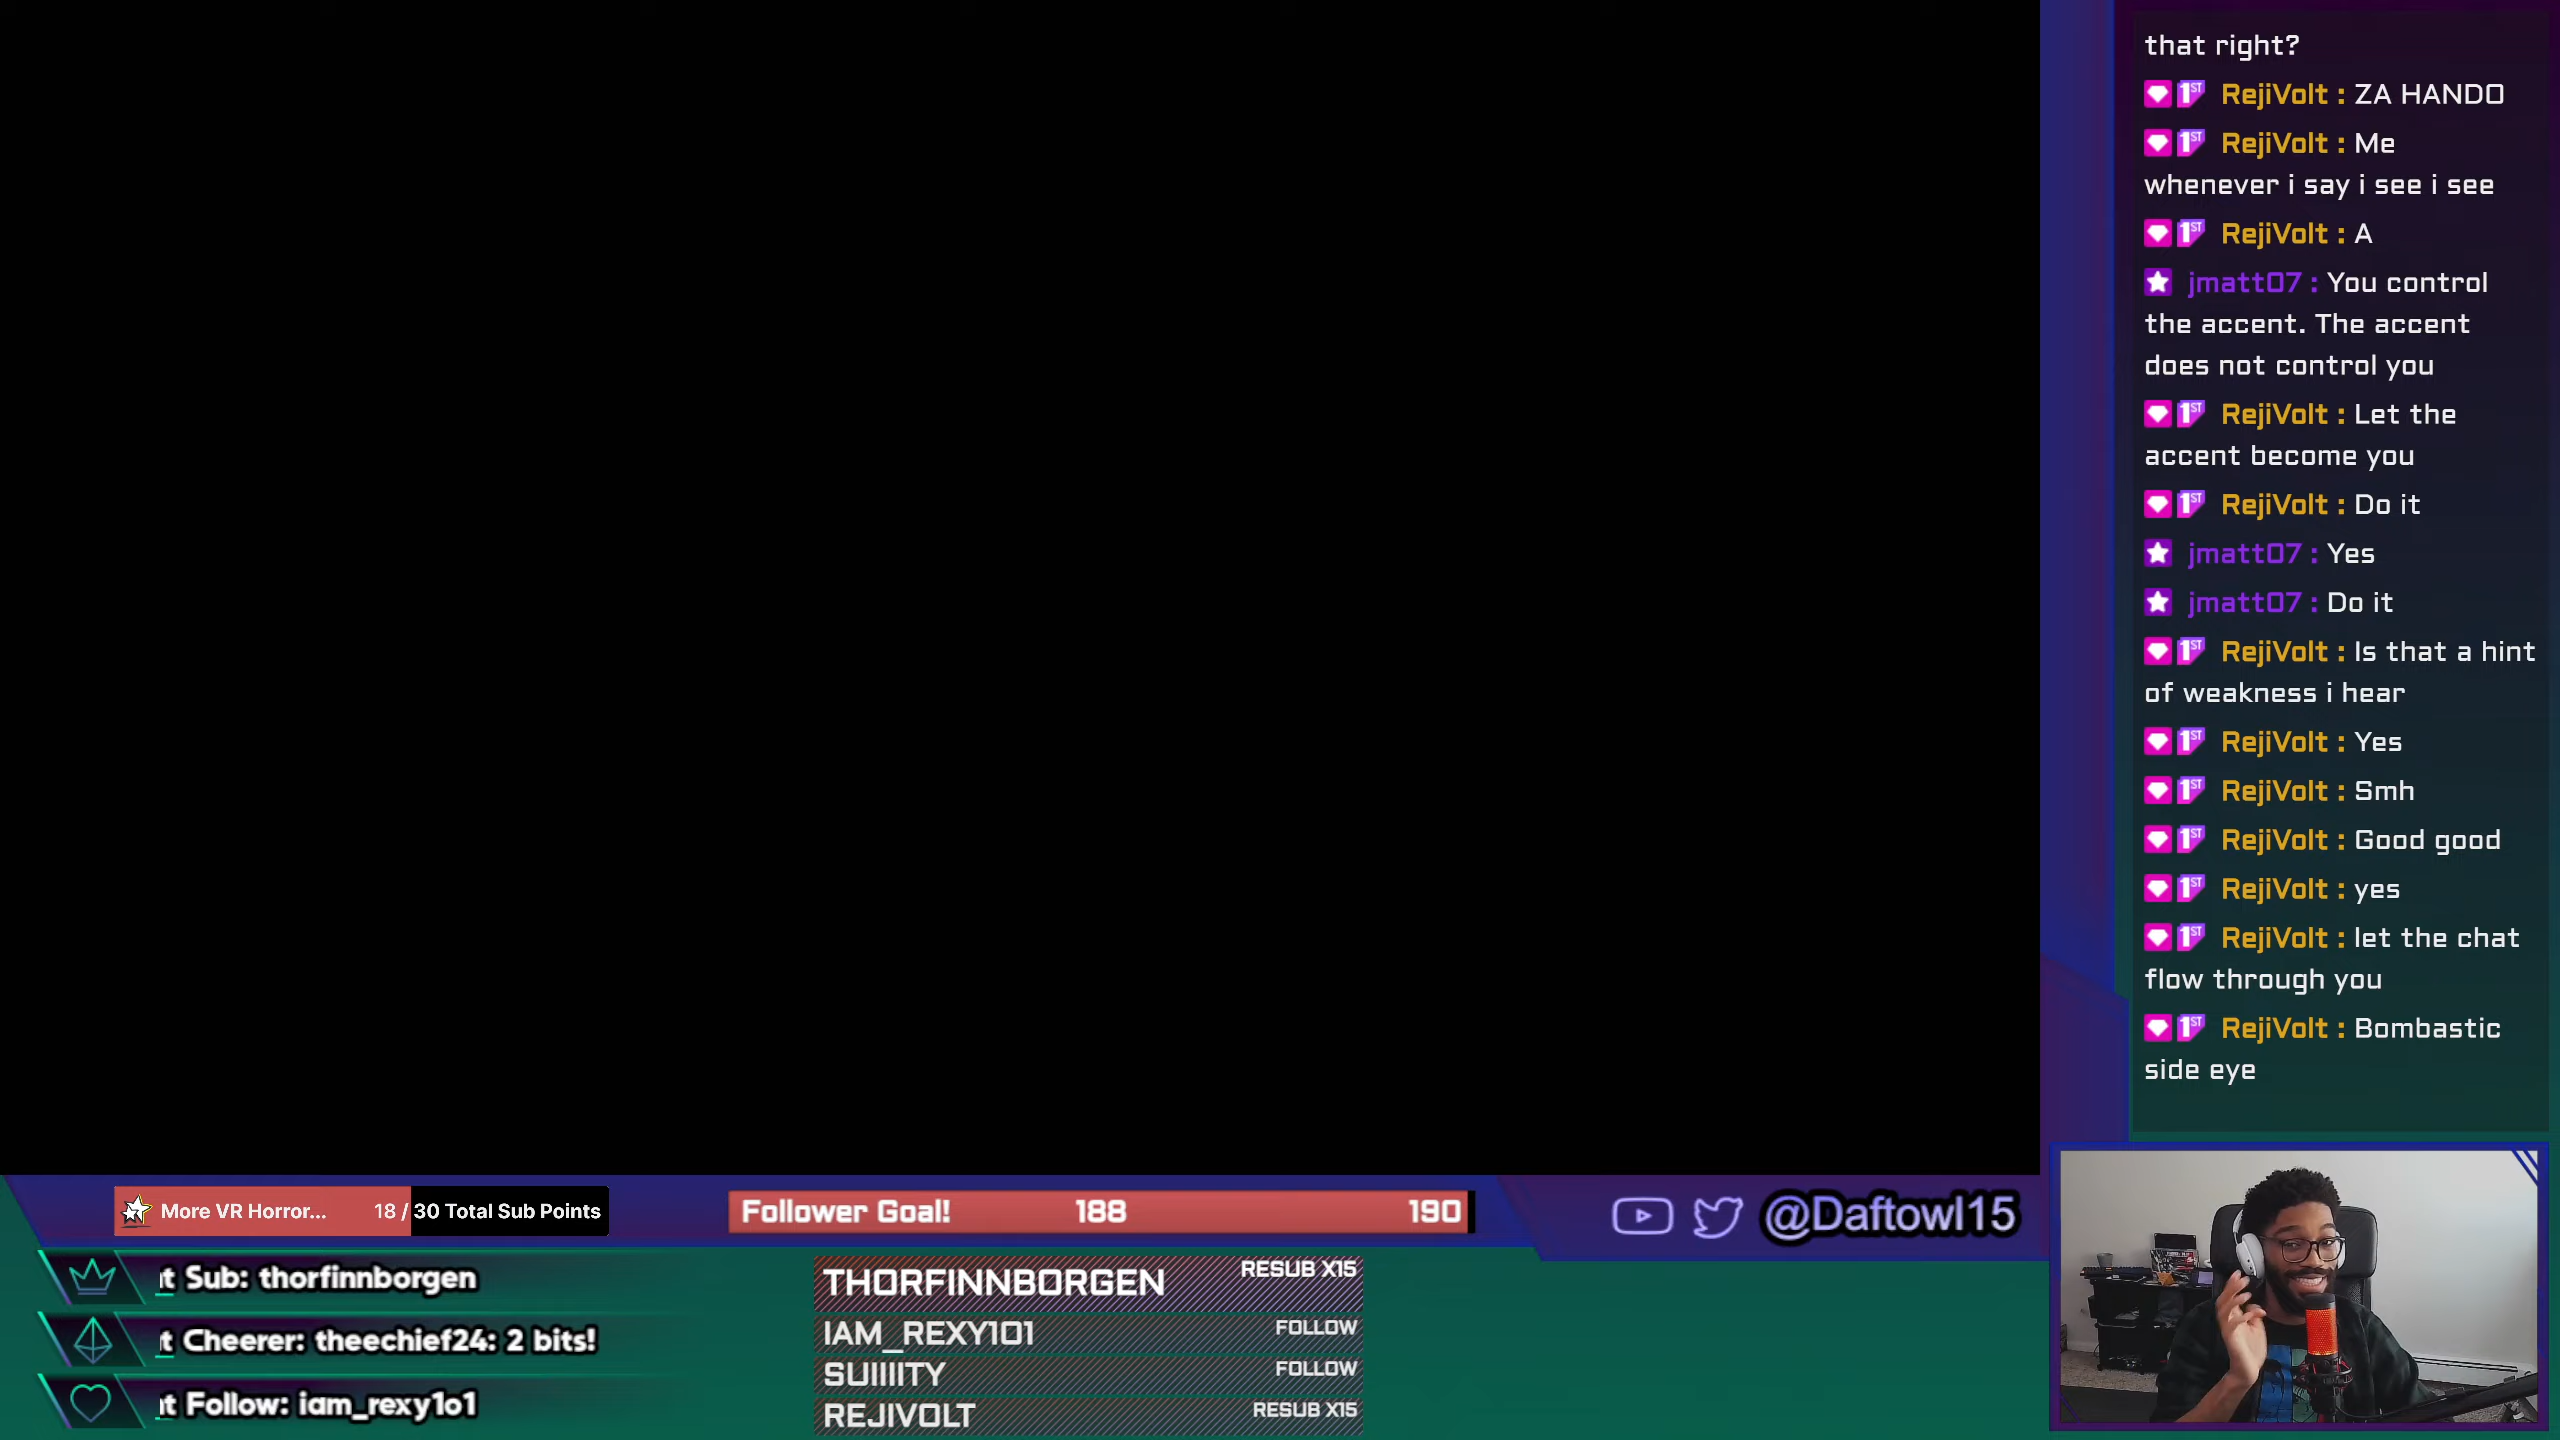 that right?
RejiVolt : ZA HANDO
RejiVolt : Me
whenever i say i see i see
RejiVolt : A
jmatt07 : You control
the accent. The accent
does not control you
RejiVolt : Let the
accent become you
RejiVolt : Do it
jmatt07 : Yes
jmatt07 : Do it
RejiVolt : Is that a hint
of weakness i hear
RejiVolt : Yes
RejiVolt : Smh
RejiVolt : Good good
RejiVolt : yes
RejiVolt : let the chat
flow through you
RejiVolt : Bombastic
side eye
More VR Horror... 18 / 30 Total Sub Points
Follower Goal! 188 190
@Daftowl15
t Sub: thorfinnborgen
t Cheerer: theechief24: 2 bits!
t Follow: iam_rexy1o1
THORFINNBORGEN RESUB X15
IAM_REXY101 FOLLOW
SUIIIITY FOLLOW
REJIVOLT RESUB X15